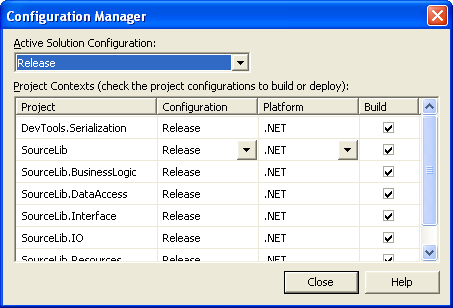 Configuration Manager
Active Solution Configuration:
Release
Project Contexts (check the project configurations to build or deploy):
Project Configuration Platform Build
DevTools.Serialization Release .NET
SourceLib Release .NET
SourceLib.BusinessLogic Release .NET
SourceLib.DataAccess Release .NET
SourceLib.Interface Release .NET
SourceLib.IO Release .NET
SourceLib.Resources Release .NET
Close Help